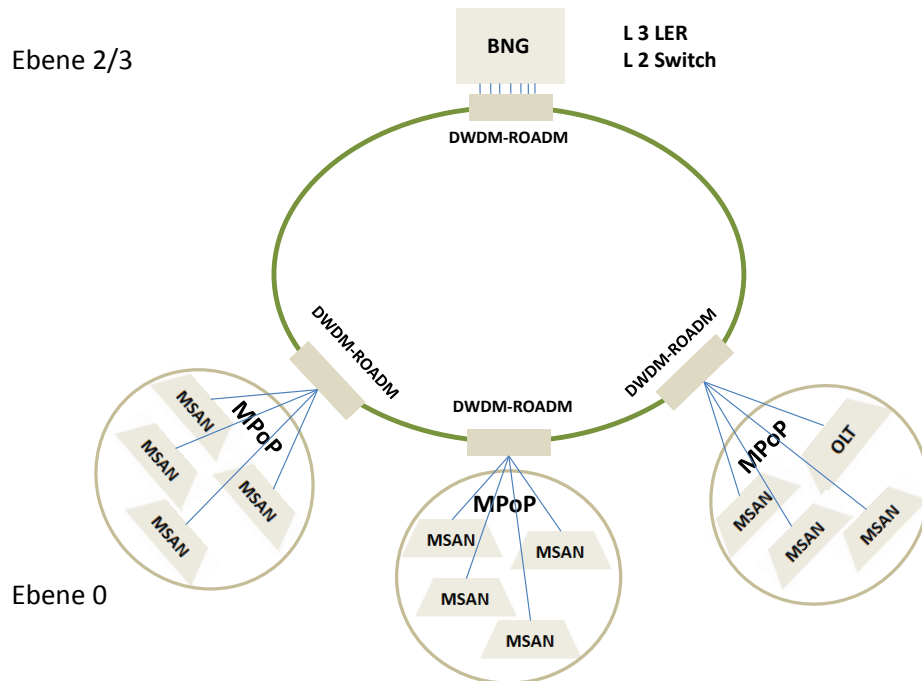 Ebene 2/3
BNG
L 3 LER
L 2 Switch
DWDM-ROADM
DWDM-ROADM
DWDM-ROADM
DWDM-ROADM
MPoP
MSAN
MSAN
MSAN
MSAN
MPoP
MSAN
MSAN
MSAN
MSAN
MPoP
OLT
MSAN
MSAN
MSAN
Ebene 0